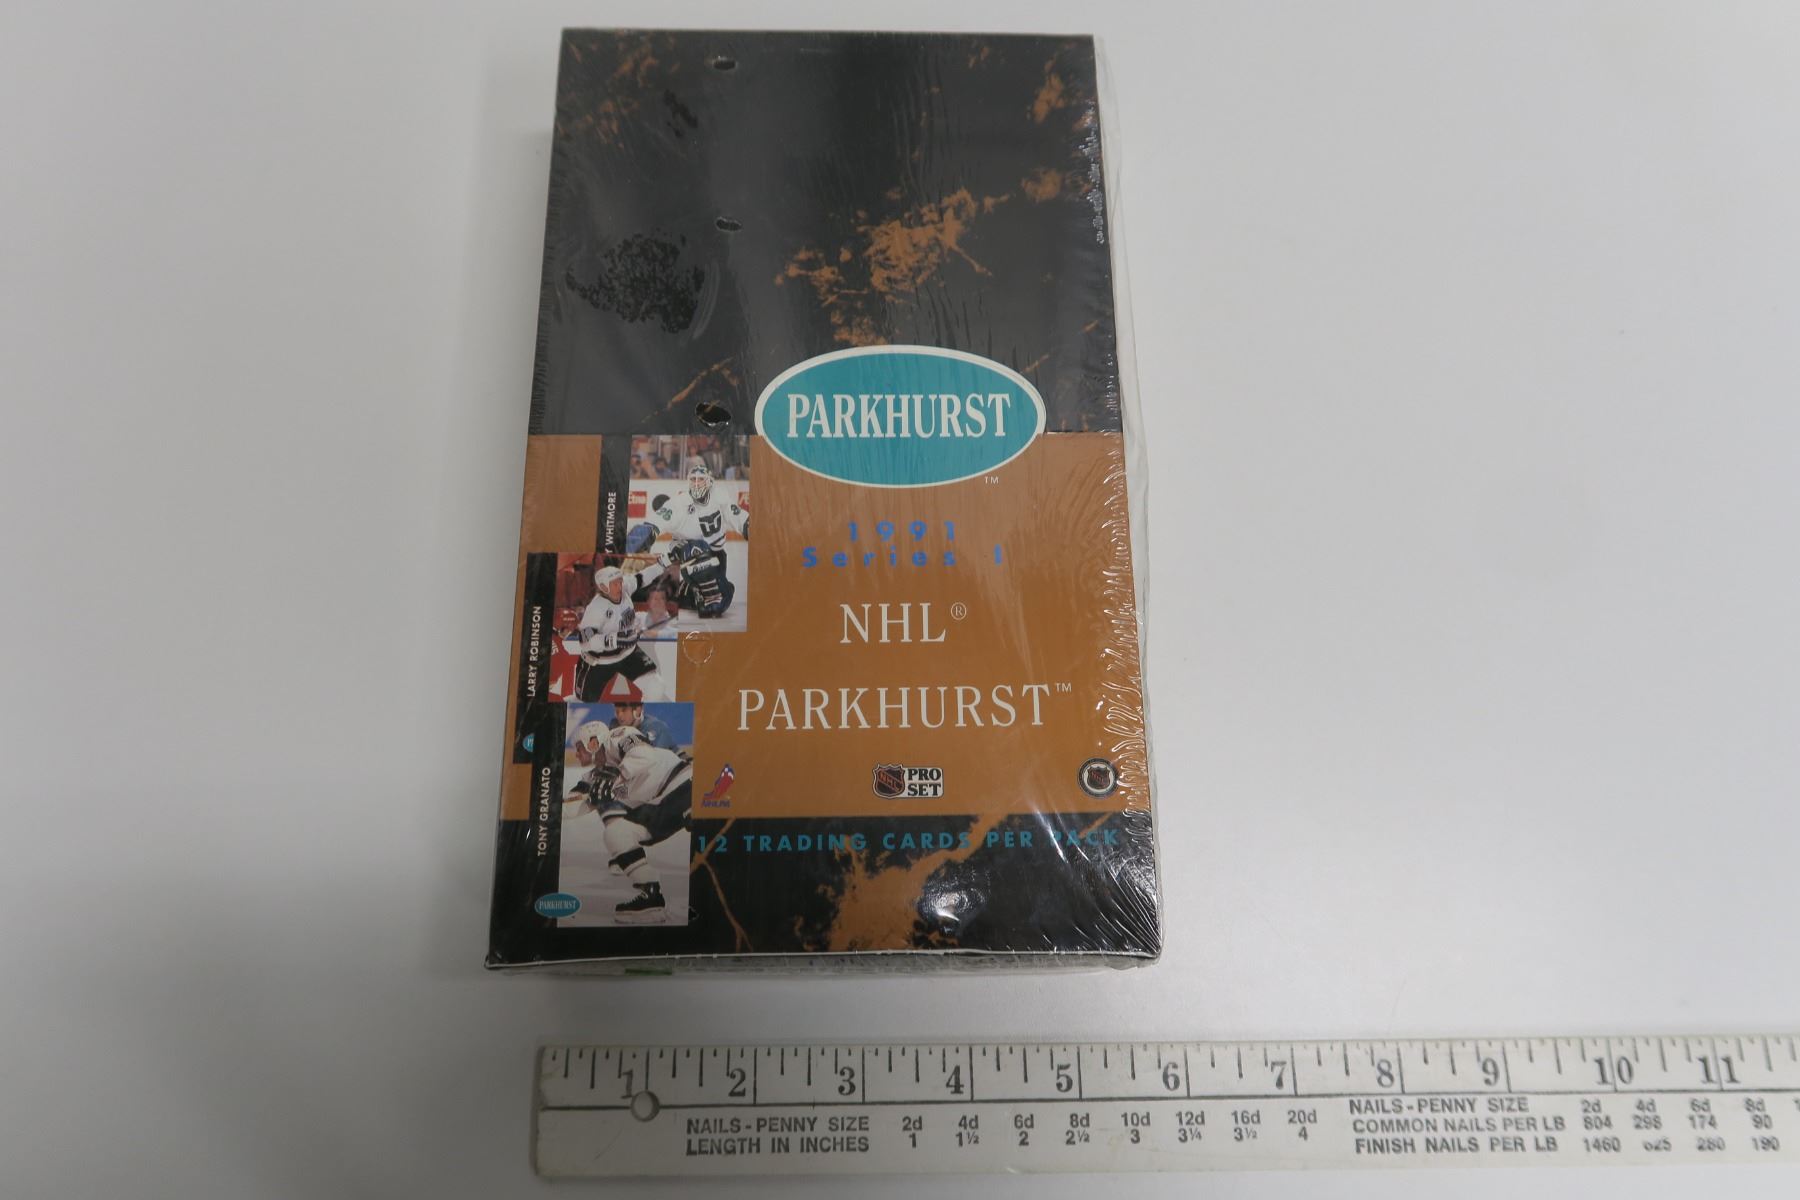 PARKHURST
TM
1991
Series I
NHL®
PARKHURST™
Y WHITMORE
LARRY ROBINSON
TONY GRANATO
PARKHURST
NHLPA
NHL PRO
SET
12 TRADING CARDS PER PACK
1 2 3 4 5 6 7 8 9 10 11
NAILS-PENNY SIZE 2d 4d 6d 8d 10d 12d 16d 20d
LENGTH IN INCHES 1 1½ 2 2½ 3 3¼ 3½ 4
NAILS-PENNY SIZE 2d 4d 6d 8d
COMMON NAILS PER LB 804 298 174 90
FINISH NAILS PER LB 1460 625 280 190